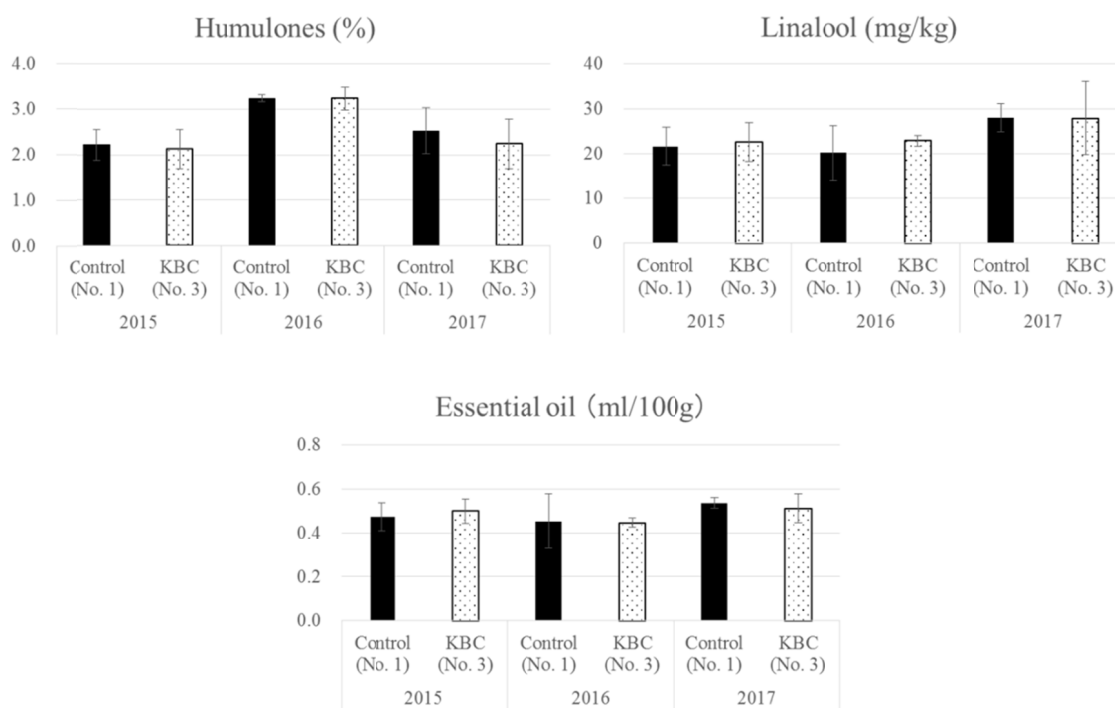 Humulones (%)
4.0
3.0
2.0
1.0
0.0
Control KBC Control KBC Control KBC
(No. 1) (No. 3) (No. 1) (No. 3) (No. 1) (No. 3)
2015 2016 2017
Linalool (mg/kg)
40
30
20
10
0
Control KBC Control KBC Control KBC
(No. 1) (No. 3) (No. 1) (No. 3) (No. 1) (No. 3)
2015 2016 2017
Essential oil（ml/100g）
0.8
0.6
0.4
0.2
0.0
Control KBC Control KBC Control KBC
(No. 1) (No. 3) (No. 1) (No. 3) (No. 1) (No. 3)
2015 2016 2017